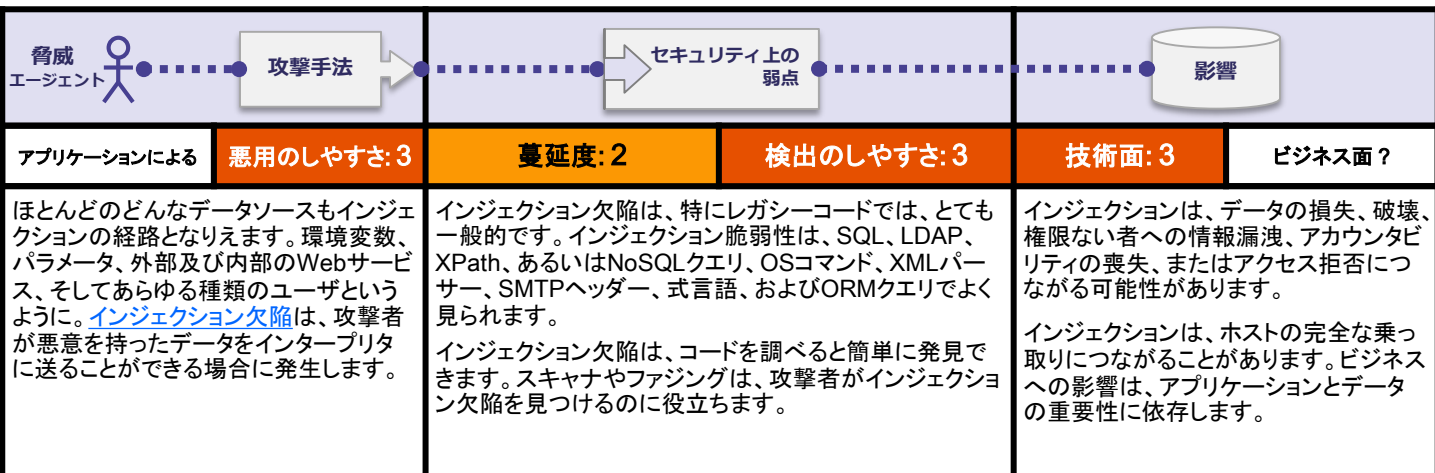 脅威
エージェント
攻撃手法
セキュリティ上の
弱点
影響
アプリケーションによる
悪用のしやすさ: 3
蔓延度: 2
検出のしやすさ: 3
技術面: 3
ビジネス面 ?
ほとんどのどんなデータソースもインジェ
クションの経路となりえます。環境変数、
パラメータ、外部及び内部のWebサービ
ス、そしてあらゆる種類のユーザという
ように。インジェクション欠陥は、攻撃者
が悪意を持ったデータをインタープリタ
に送ることができる場合に発生します。
インジェクション欠陥は、特にレガシーコードでは、とても
一般的です。インジェクション脆弱性は、SQL、LDAP、
XPath、あるいはNoSQLクエリ、OSコマンド、XMLパー
サー、SMTPヘッダー、式言語、およびORMクエリでよく
見られます。
インジェクション欠陥は、コードを調べると簡単に発見で
きます。スキャナやファジングは、攻撃者がインジェクショ
ン欠陥を見つけるのに役立ちます。
インジェクションは、データの損失、破壊、
権限ない者への情報漏洩、アカウンタビ
リティの喪失、またはアクセス拒否につ
ながる可能性があります。
インジェクションは、ホストの完全な乗っ
取りにつながることがあります。ビジネス
への影響は、アプリケーションとデータ
の重要性に依存します。